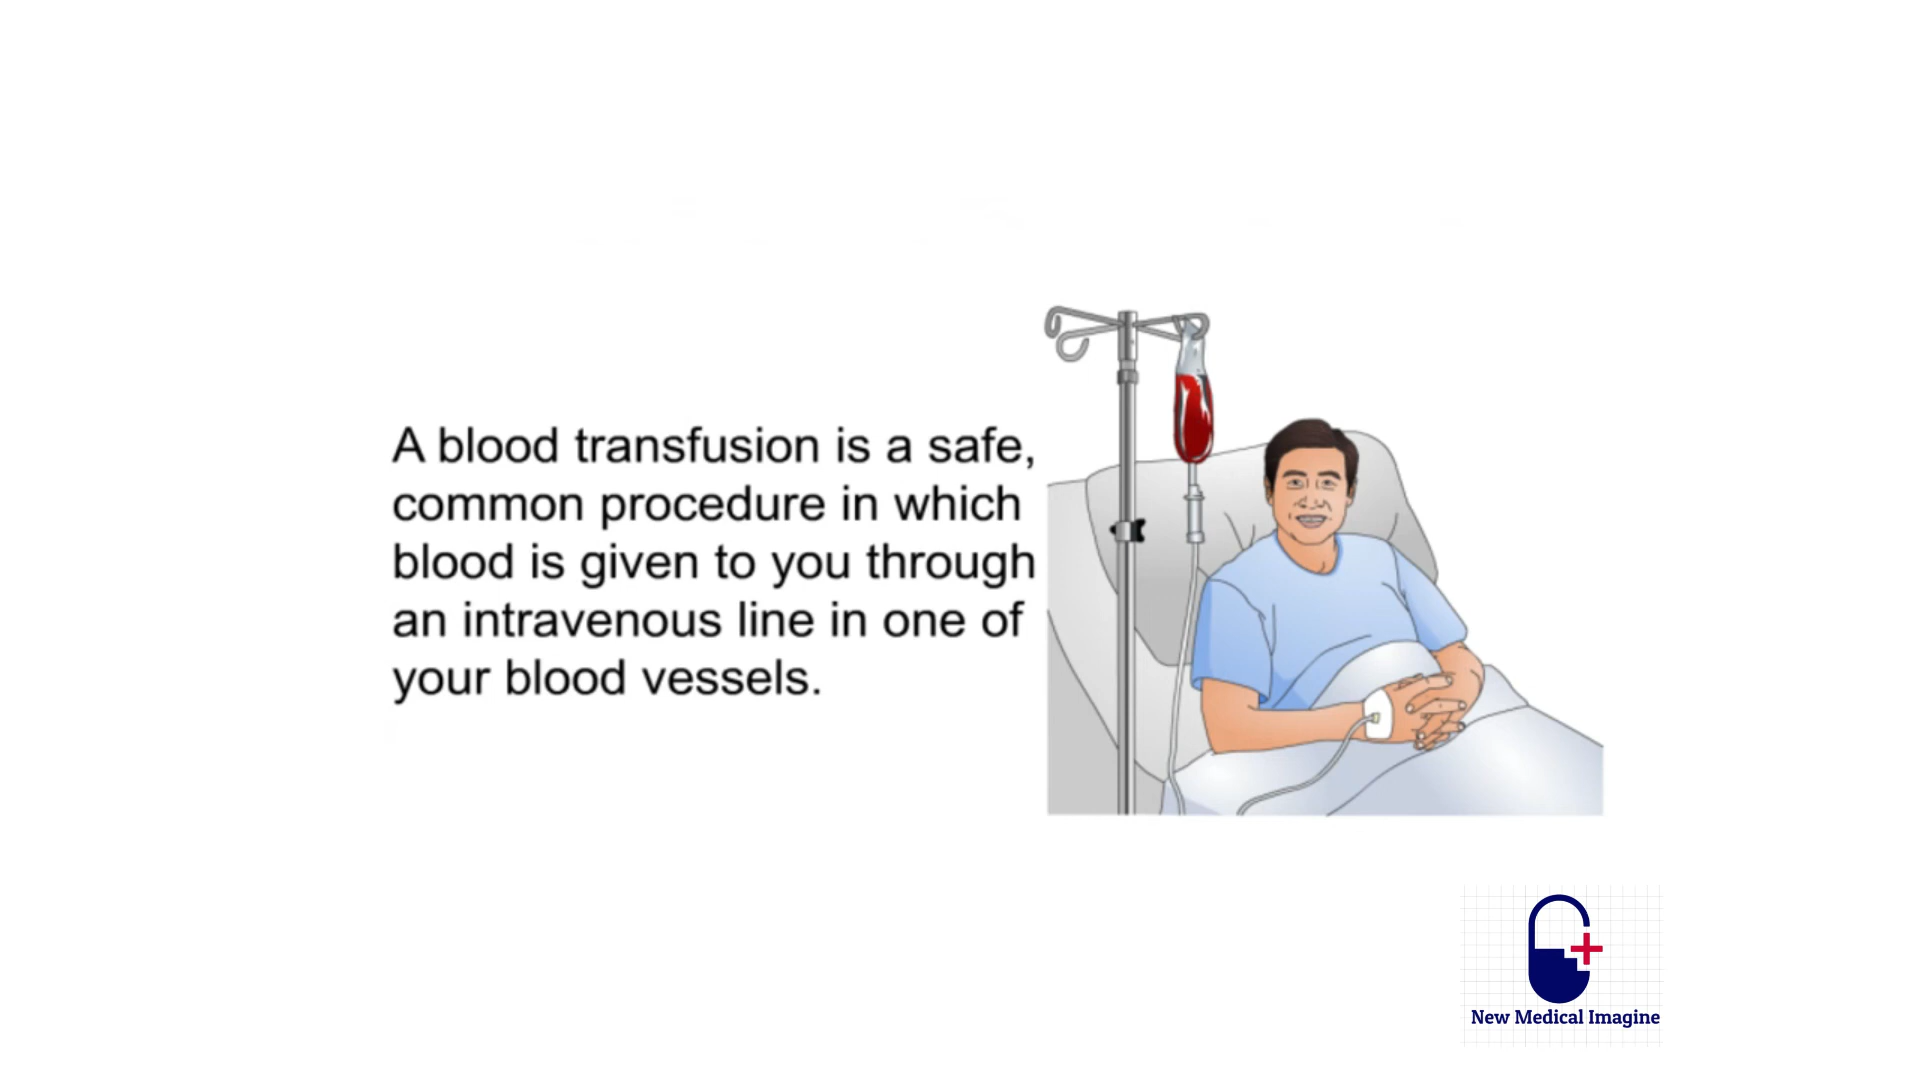 A blood transfusion is a safe,
common procedure in which
blood is given to you through
an intravenous line in one of
your blood vessels.
New Medical Imagine